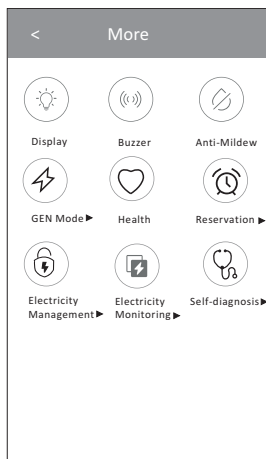 < More
Display Buzzer Anti-Mildew
GEN Mode▶ Health Reservation▶
Electricity Management▶ Electricity Monitoring▶ Self-diagnosis▶